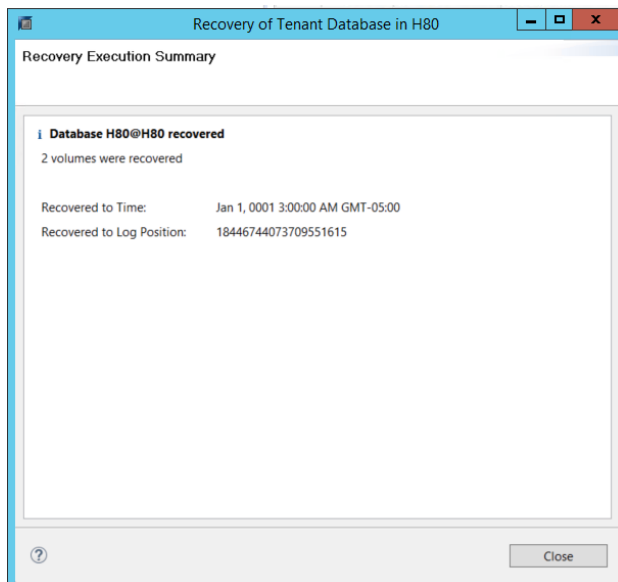 Recovery of Tenant Database in H80
Recovery Execution Summary
i Database H80@H80 recovered
2 volumes were recovered
Recovered to Time: Jan 1, 0001 3:00:00 AM GMT-05:00
Recovered to Log Position: 18446744073709551615
? Close